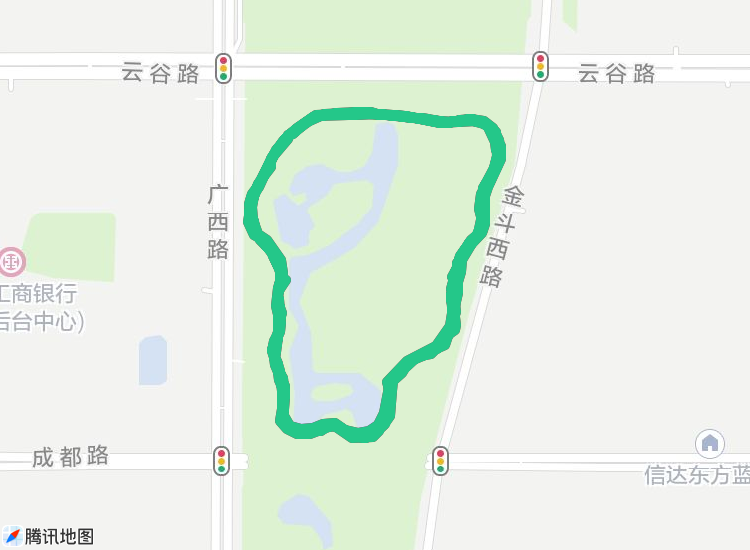 云谷路
云谷路
广西路
金斗西路
工商银行
后台中心)
成都路
信达东方蓝
腾讯地图